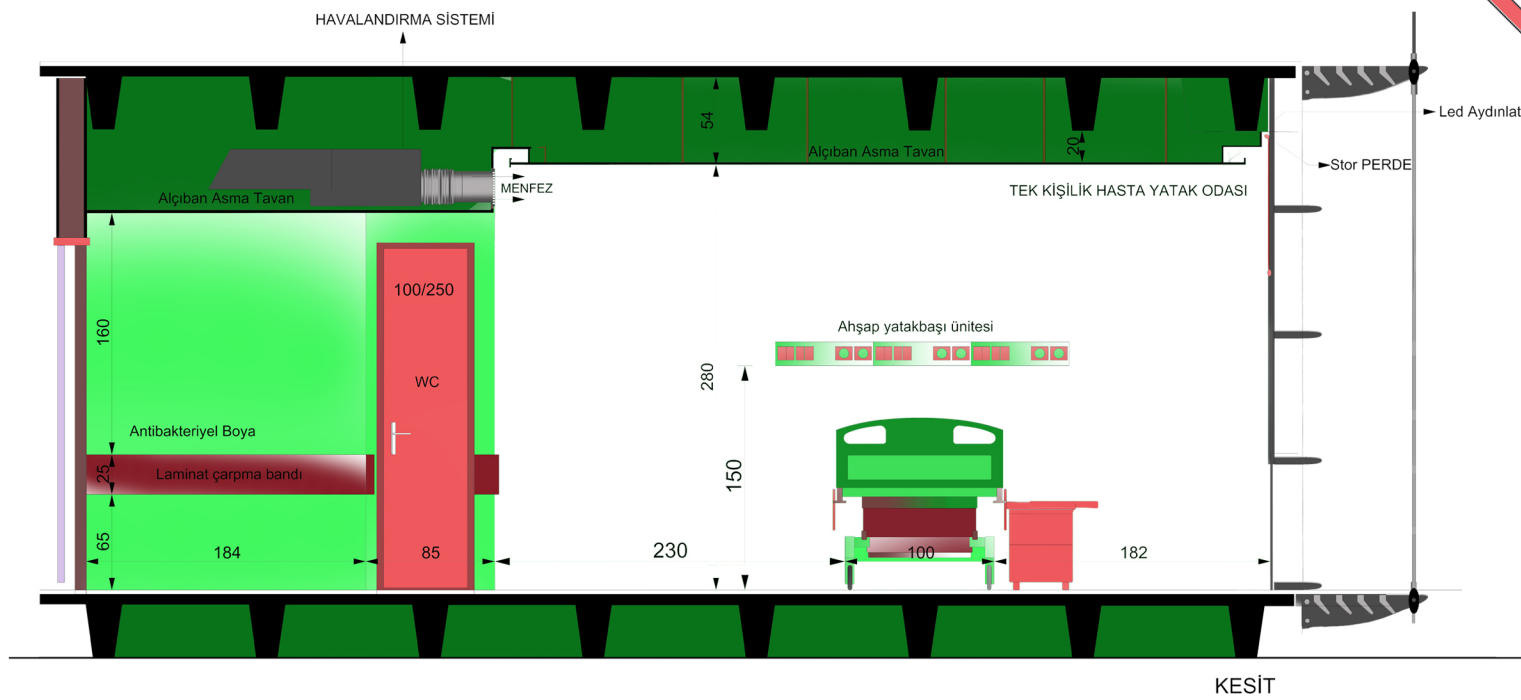 HAVALANDIRMA SİSTEMİ
54
20
Led Aydınlat
Alçıban Asma Tavan
Stor PERDE
MENFEZ
TEK KİŞİLİK HASTA YATAK ODASI
Alçıban Asma Tavan
100/250
160
Ahşap yatakbaşı ünitesi
280
WC
Antibakteriyel Boya
25
Laminat çarpma bandı
150
65
184
85
230
100
182
KESİT